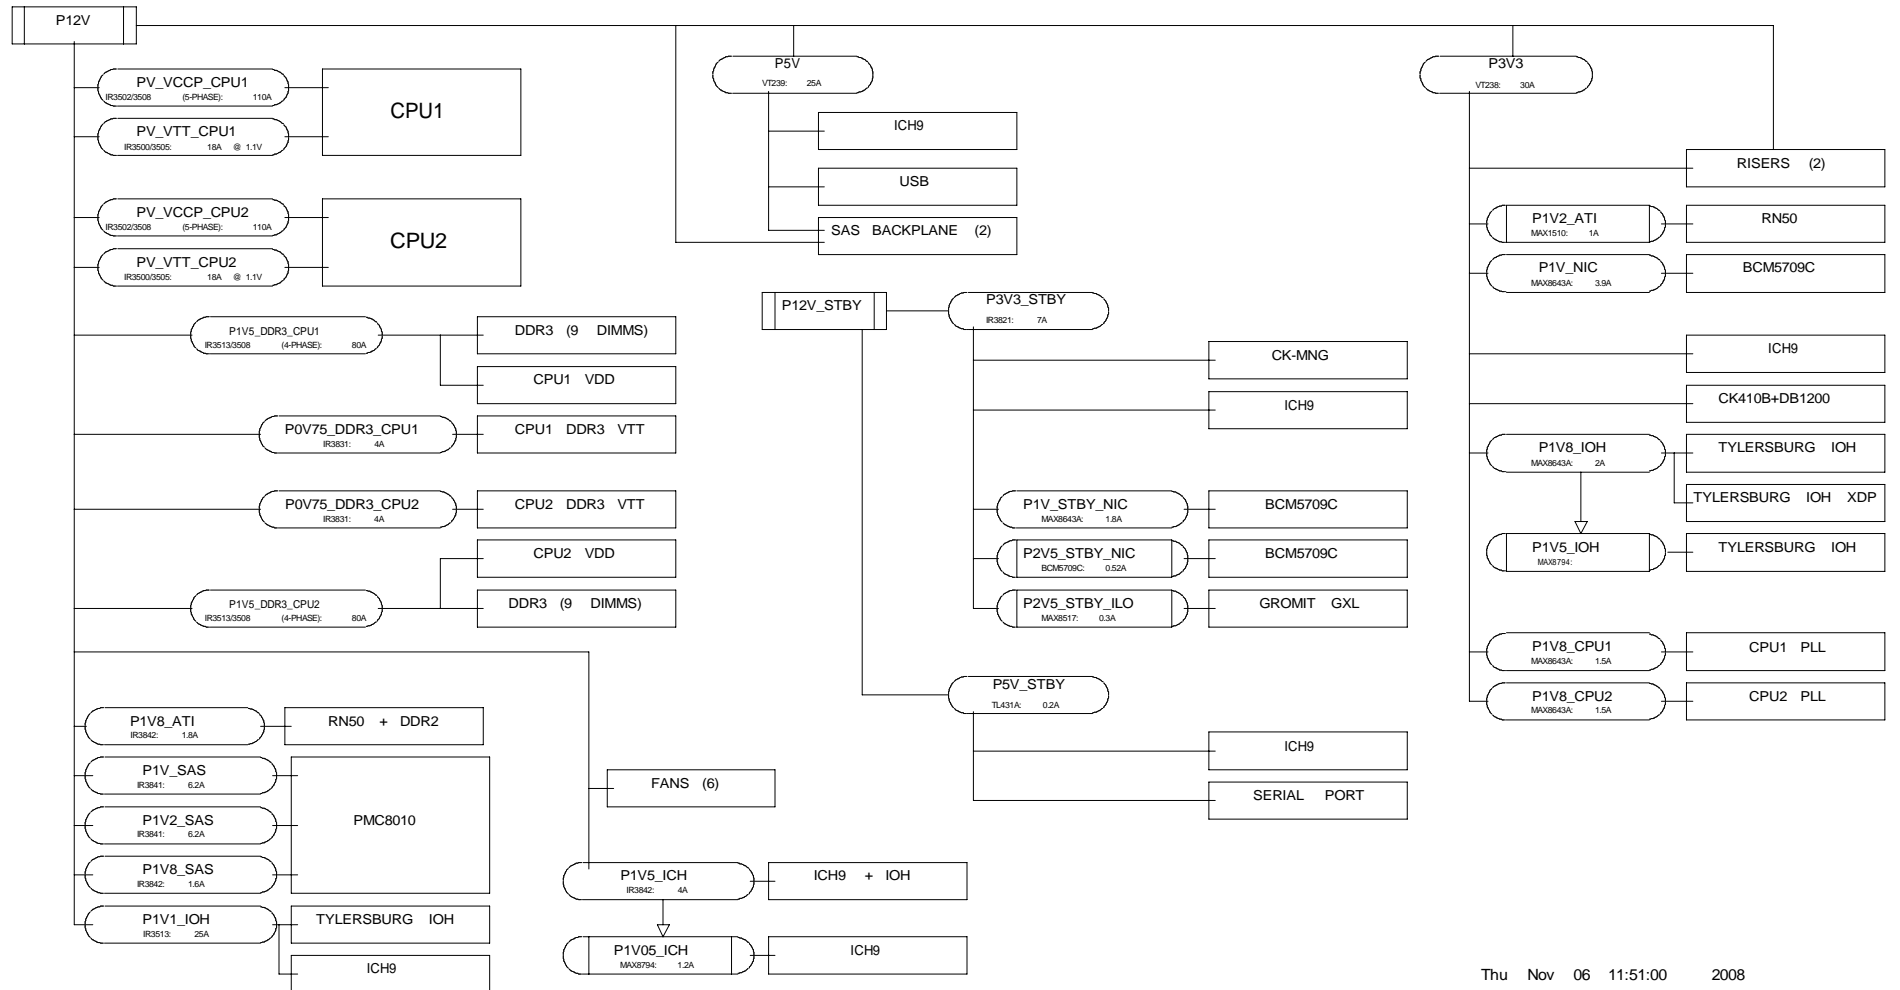 P12V
PV_VCCP_CPU1
IR3502/3508 (5-PHASE): 110A
PV_VTT_CPU1
IR3500/3505: 18A @ 1.1V
CPU1
PV_VCCP_CPU2
IR3502/3508 (5-PHASE): 110A
PV_VTT_CPU2
IR3500/3505: 18A @ 1.1V
CPU2
P1V5_DDR3_CPU1
IR3513/3508 (4-PHASE): 80A
DDR3 (9 DIMMS)
CPU1 VDD
P0V75_DDR3_CPU1
IR3831: 4A
CPU1 DDR3 VTT
P0V75_DDR3_CPU2
IR3831: 4A
CPU2 DDR3 VTT
CPU2 VDD
P1V5_DDR3_CPU2
IR3513/3508 (4-PHASE): 80A
DDR3 (9 DIMMS)
P1V8_ATI
IR3842: 1.8A
RN50 + DDR2
P1V_SAS
IR3841: 6.2A
P1V2_SAS
IR3841: 6.2A
P1V8_SAS
IR3842: 1.6A
PMC8010
P1V1_IOH
IR3513: 25A
TYLERSBURG IOH
ICH9
FANS (6)
P1V5_ICH
IR3842: 4A
ICH9 + IOH
P1V05_ICH
MAX8794: 1.2A
ICH9
P5V
VT239: 25A
ICH9
USB
SAS BACKPLANE (2)
P12V_STBY
P3V3_STBY
IR3821: 7A
CK-MNG
ICH9
P1V_STBY_NIC
MAX8643A: 1.8A
BCM5709C
P2V5_STBY_NIC
BCM5709C: 0.52A
BCM5709C
P2V5_STBY_ILO
MAX8517: 0.3A
GROMIT GXL
P5V_STBY
TL431A: 0.2A
ICH9
SERIAL PORT
P3V3
VT238: 30A
RISERS (2)
P1V2_ATI
MAX1510: 1A
RN50
P1V_NIC
MAX8643A: 3.9A
BCM5709C
ICH9
CK410B+DB1200
P1V8_IOH
MAX8643A: 2A
TYLERSBURG IOH
TYLERSBURG IOH XDP
P1V5_IOH
MAX8794:
TYLERSBURG IOH
P1V8_CPU1
MAX8643A: 1.5A
CPU1 PLL
P1V8_CPU2
MAX8643A: 1.5A
CPU2 PLL
Thu Nov 06 11:51:00 2008